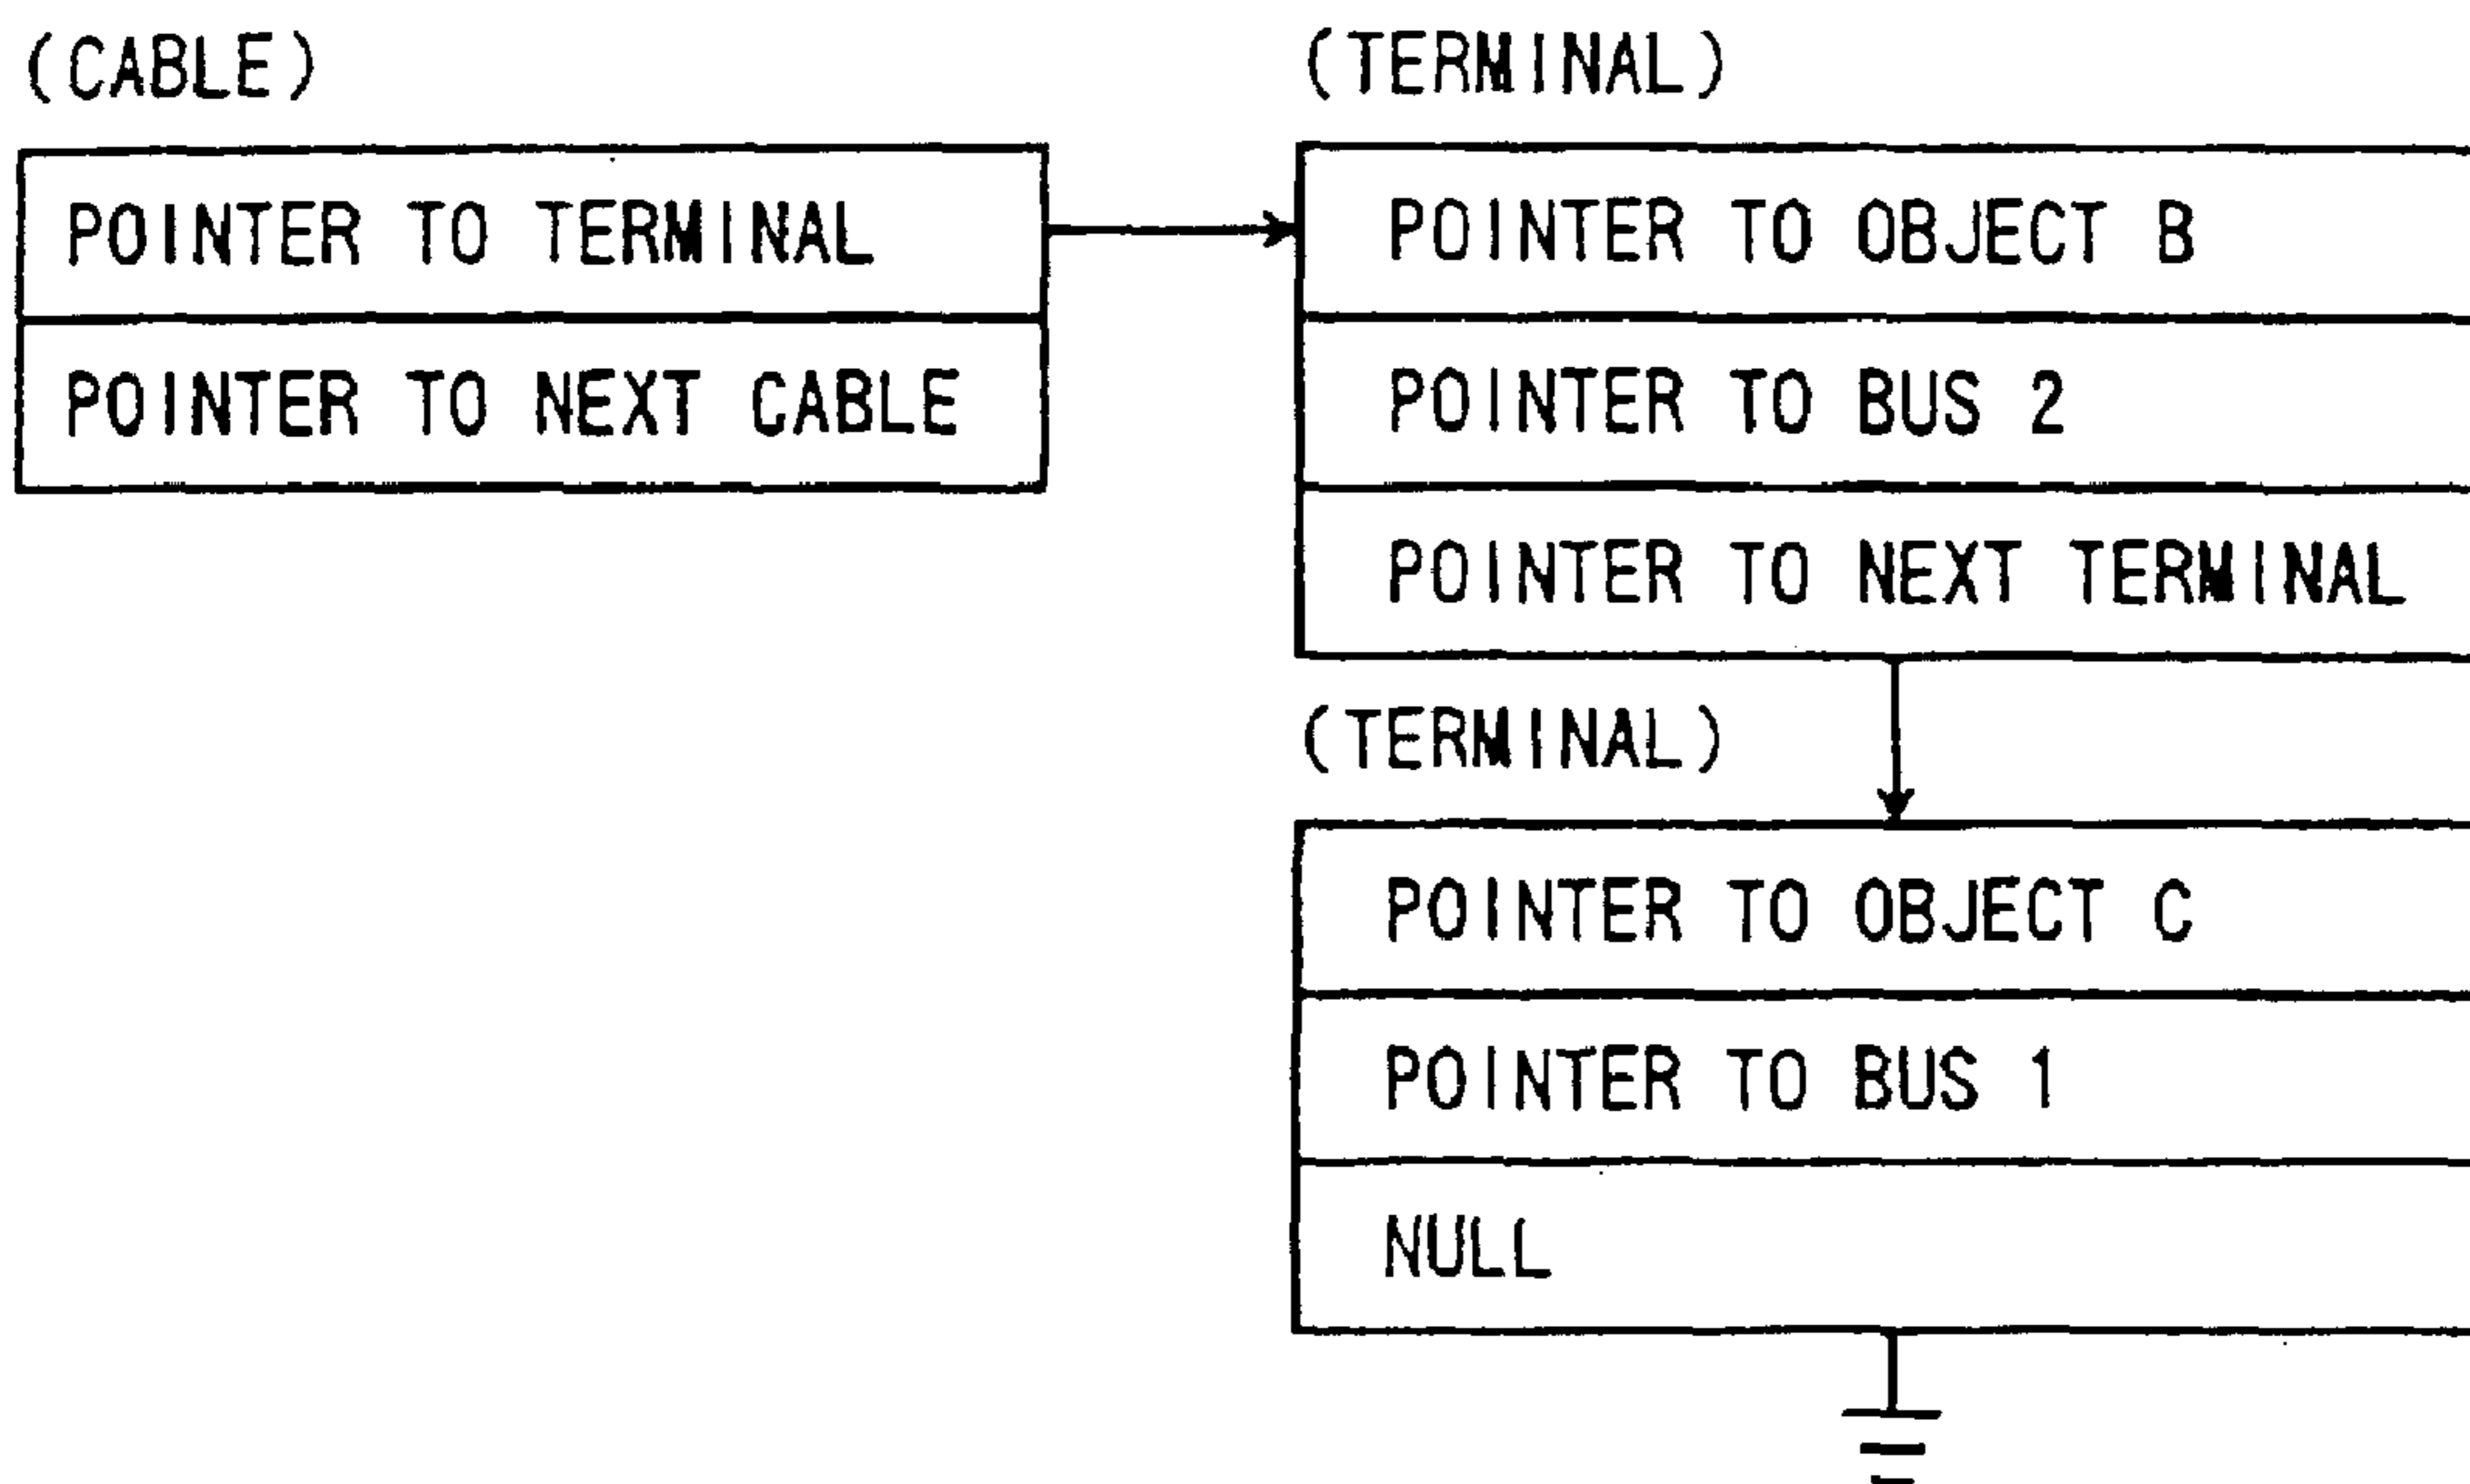 (CABLE)
POINTER TO TERMINAL
POINTER TO NEXT CABLE
(TERMINAL)
POINTER TO OBJECT B
POINTER TO BUS 2
POINTER TO NEXT TERMINAL
(TERMINAL)
POINTER TO OBJECT C
POINTER TO BUS 1
NULL